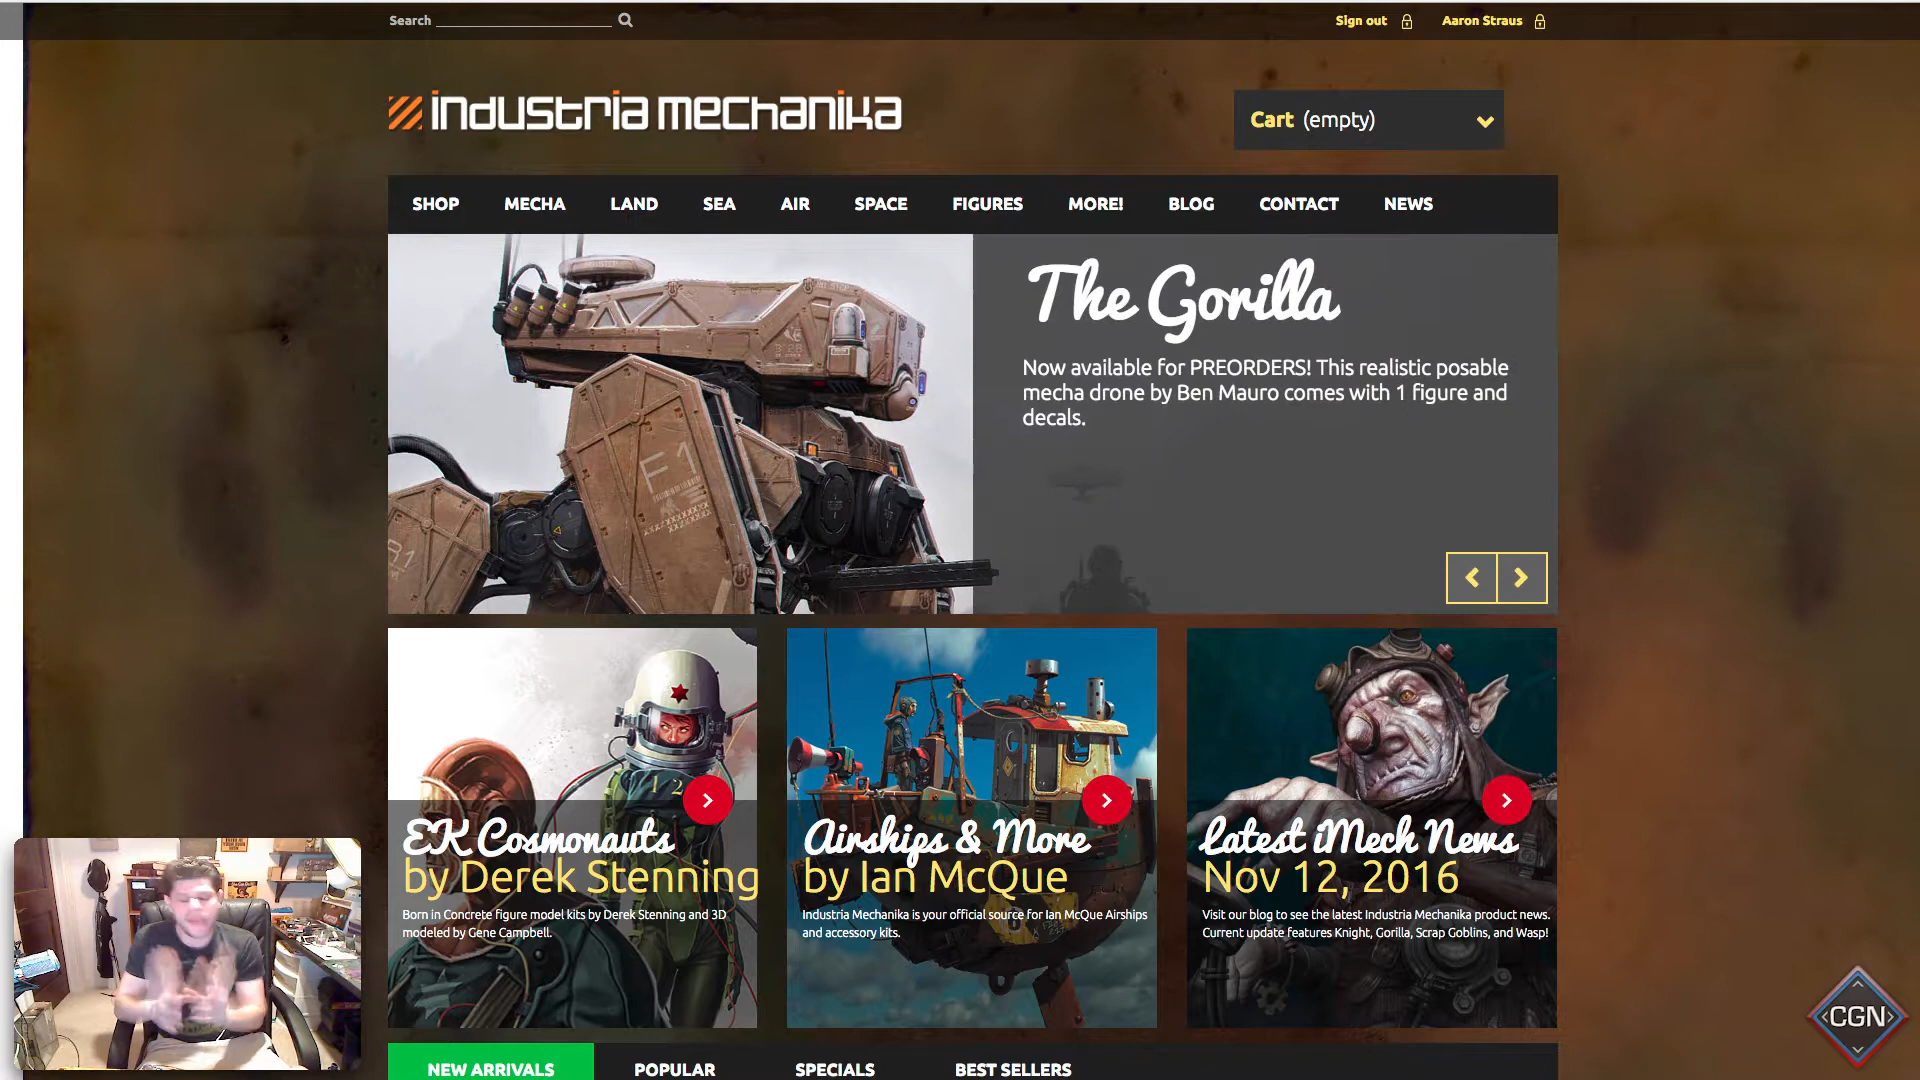 Search
Sign out
Aaron Straus
industria mechanika
Cart (empty)
SHOP MECHA LAND SEA AIR SPACE FIGURES MORE! BLOG CONTACT NEWS
The Gorilla
Now available for PREORDERS! This realistic posable
mecha drone by Ben Mauro comes with 1 figure and
decals.
F1
12
EK Cosmonauts
by Derek Stenning
Born in Concrete figure model kits by Derek Stenning and 3D
modeled by Gene Campbell.
Airships & More
by Ian McQue
Industria Mechanika is your official source for Ian McQue Airships
and accessory kits.
Latest iMech News
Nov 12, 2016
Visit our blog to see the latest Industria Mechanika product news.
Current update features Knight, Gorilla, Scrap Goblins, and Wasp!
CGN
NEW ARRIVALS POPULAR SPECIALS BEST SELLERS